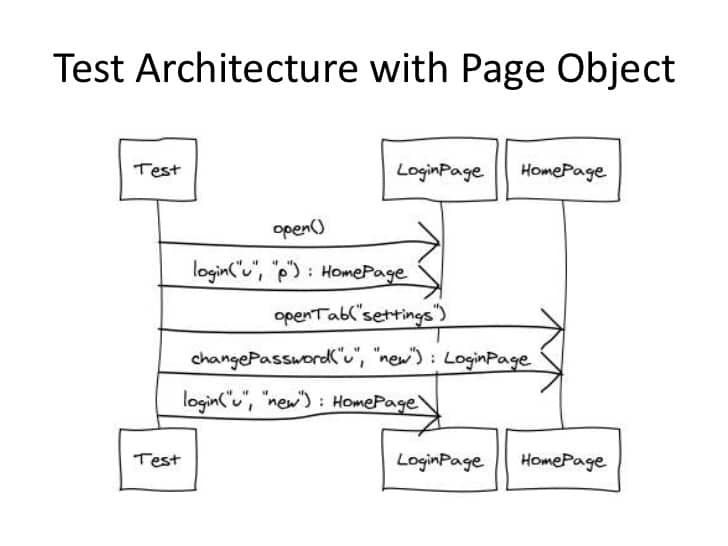 Test Architecture with Page Object
Test
LoginPage
HomePage
open()
login("u", "p") : HomePage
openTab("settings")
changePassword("u", "new") : LoginPage
login("u", "new") : HomePage
Test
LoginPage
HomePage